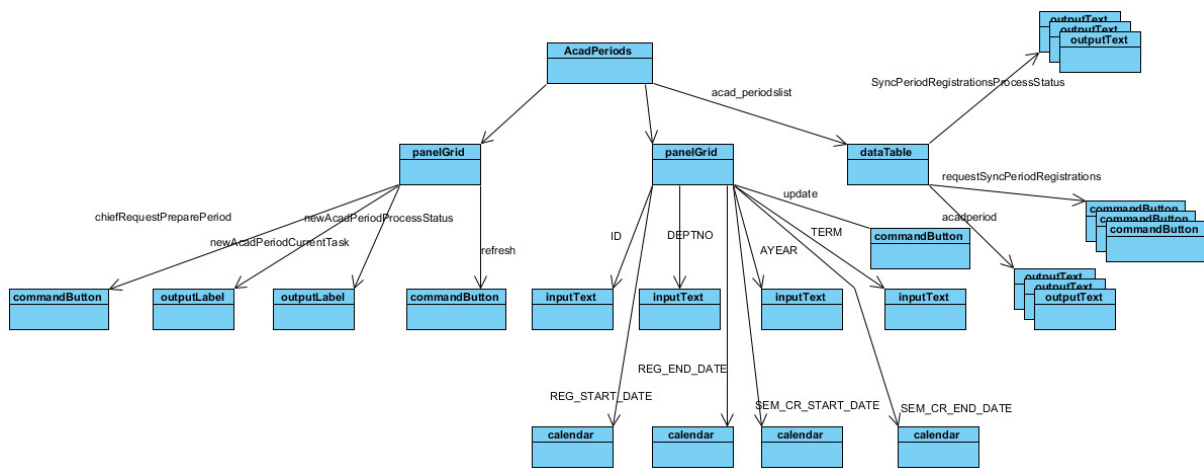 outputText
outputText
outputText
AcadPeriods
SyncPeriodRegistrationsProcessStatus
acad_periodslist
panelGrid
panelGrid
dataTable
requestSyncPeriodRegistrations
update
commandButton
commandButton
commandButton
chiefRequestPreparePeriod
newAcadPeriodProcessStatus
acadperiod
ID
DEPTNO
TERM
commandButton
newAcadPeriodCurrentTask
refresh
AYEAR
outputText
outputText
outputText
commandButton
outputLabel
outputLabel
commandButton
inputText
inputText
inputText
inputText
REG_END_DATE
REG_START_DATE
SEM_CR_START_DATE
SEM_CR_END_DATE
calendar
calendar
calendar
calendar